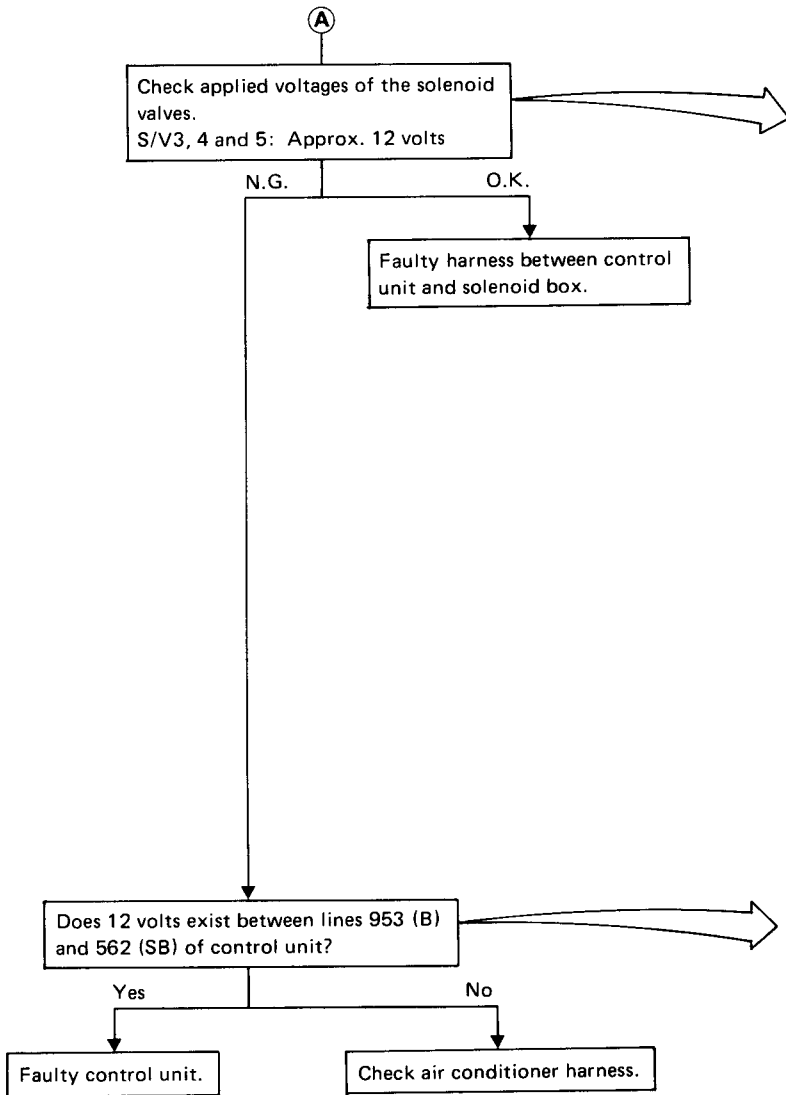 A
Check applied voltages of the solenoid
valves.
S/V3, 4 and 5: Approx. 12 volts
N.G.
O.K.
Faulty harness between control
unit and solenoid box.
Does 12 volts exist between lines 953 (B)
and 562 (SB) of control unit?
Yes
No
Faulty control unit.
Check air conditioner harness.